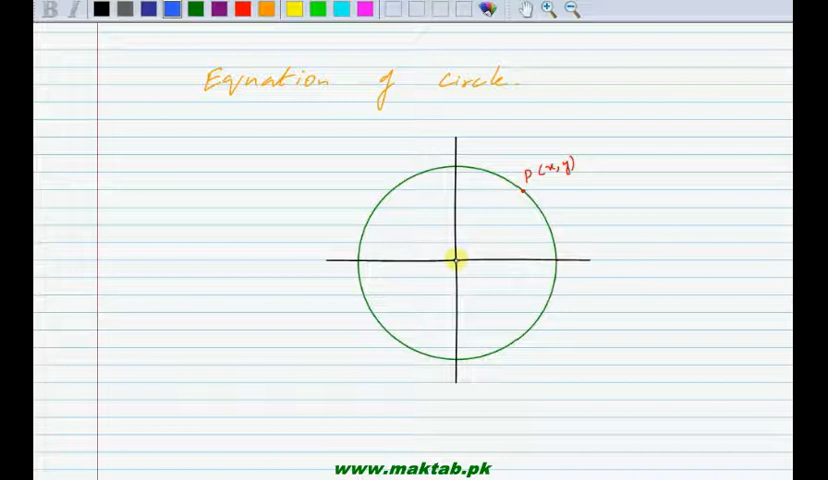 B I
Equation of circle.
P(x,y)
www.maktab.pk